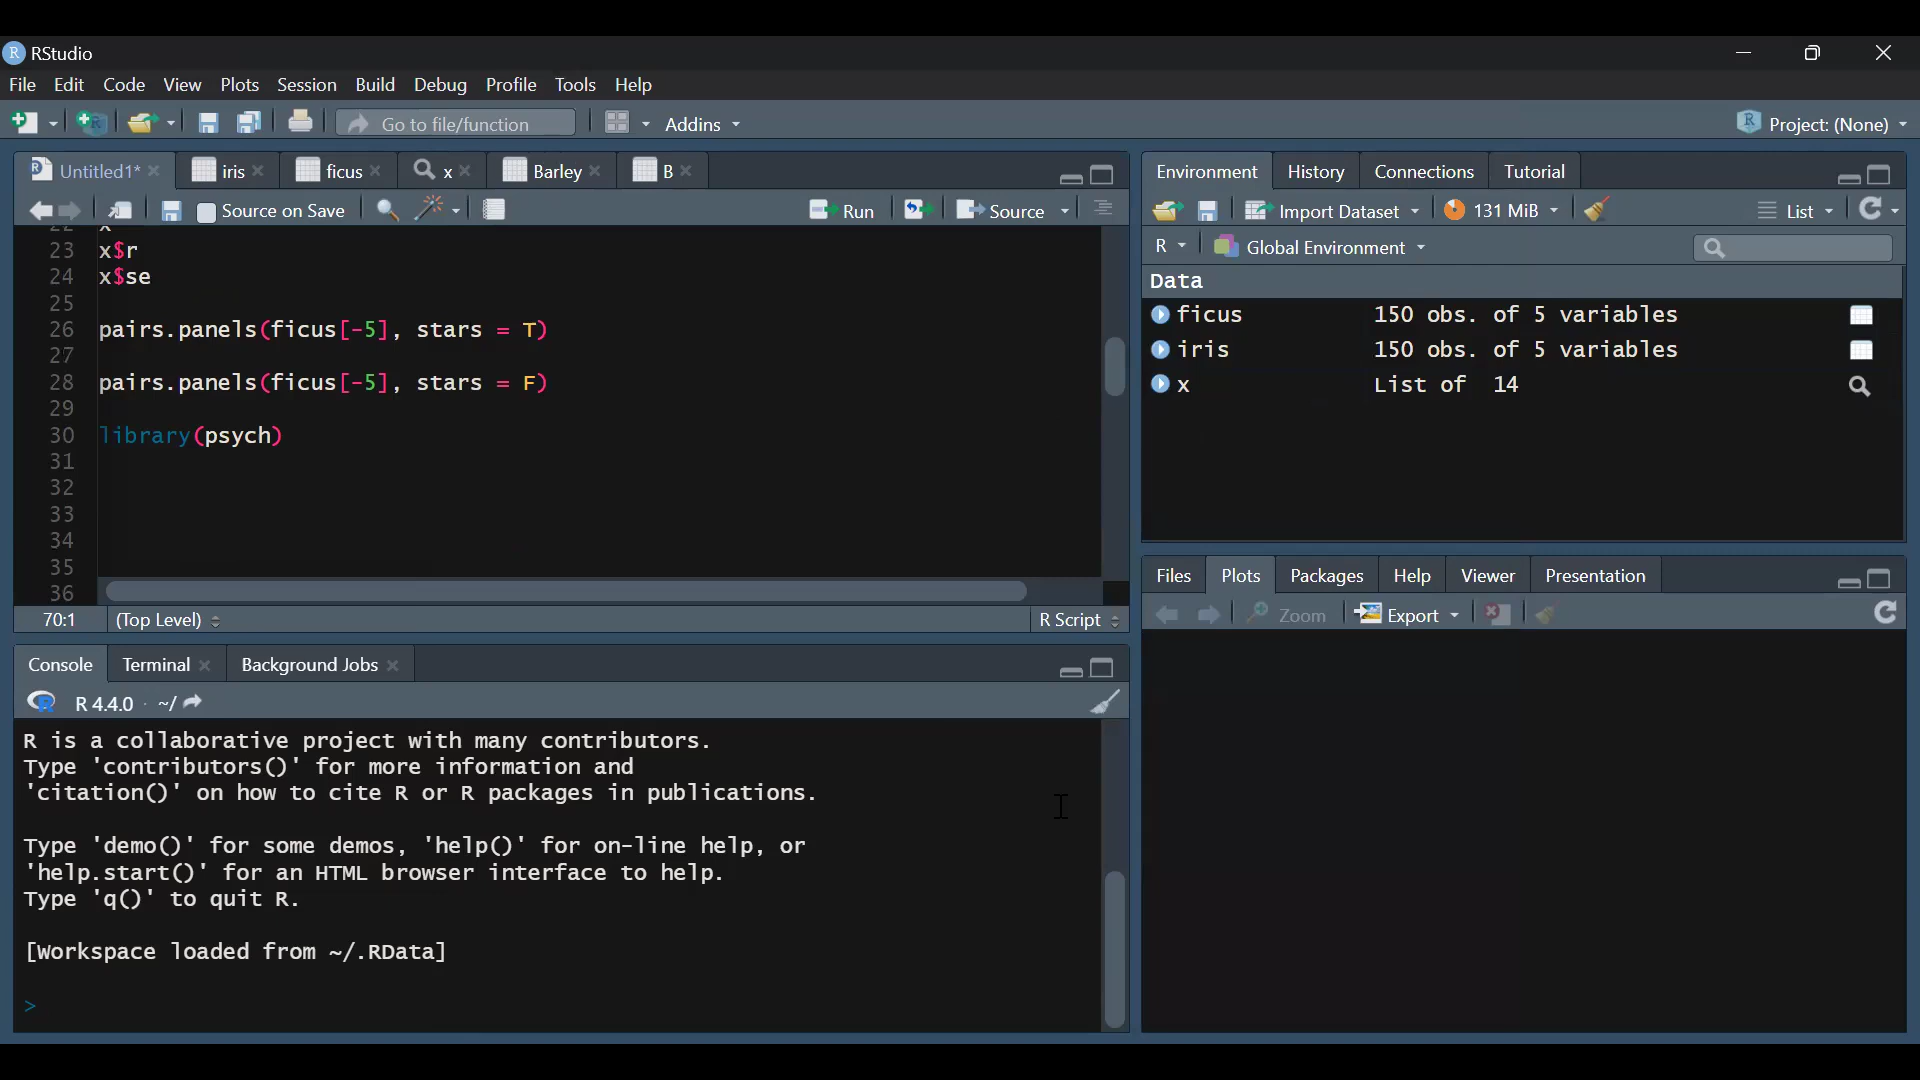 RStudio
File Edit Code View Plots Session Build Debug Profile Tools Help
Go to file/function Addins Project: (None)
Untitled1* iris ficus x Barley B
Source on Save Run Source
23 x$r
24 x$se
25
26 pairs.panels(ficus[-5], stars = T)
27
28 pairs.panels(ficus[-5], stars = F)
29
30 library(psych)
31
32
33
34
35
36
70:1 (Top Level) R Script
Console Terminal Background Jobs
R 4.4.0 · ~/
R is a collaborative project with many contributors.
Type 'contributors()' for more information and
'citation()' on how to cite R or R packages in publications.
Type 'demo()' for some demos, 'help()' for on-line help, or
'help.start()' for an HTML browser interface to help.
Type 'q()' to quit R.
[Workspace loaded from ~/.RData]
>
Environment History Connections Tutorial
Import Dataset 131 MiB List
R Global Environment
Data
ficus 150 obs. of 5 variables
iris 150 obs. of 5 variables
x List of 14
Files Plots Packages Help Viewer Presentation
Zoom Export